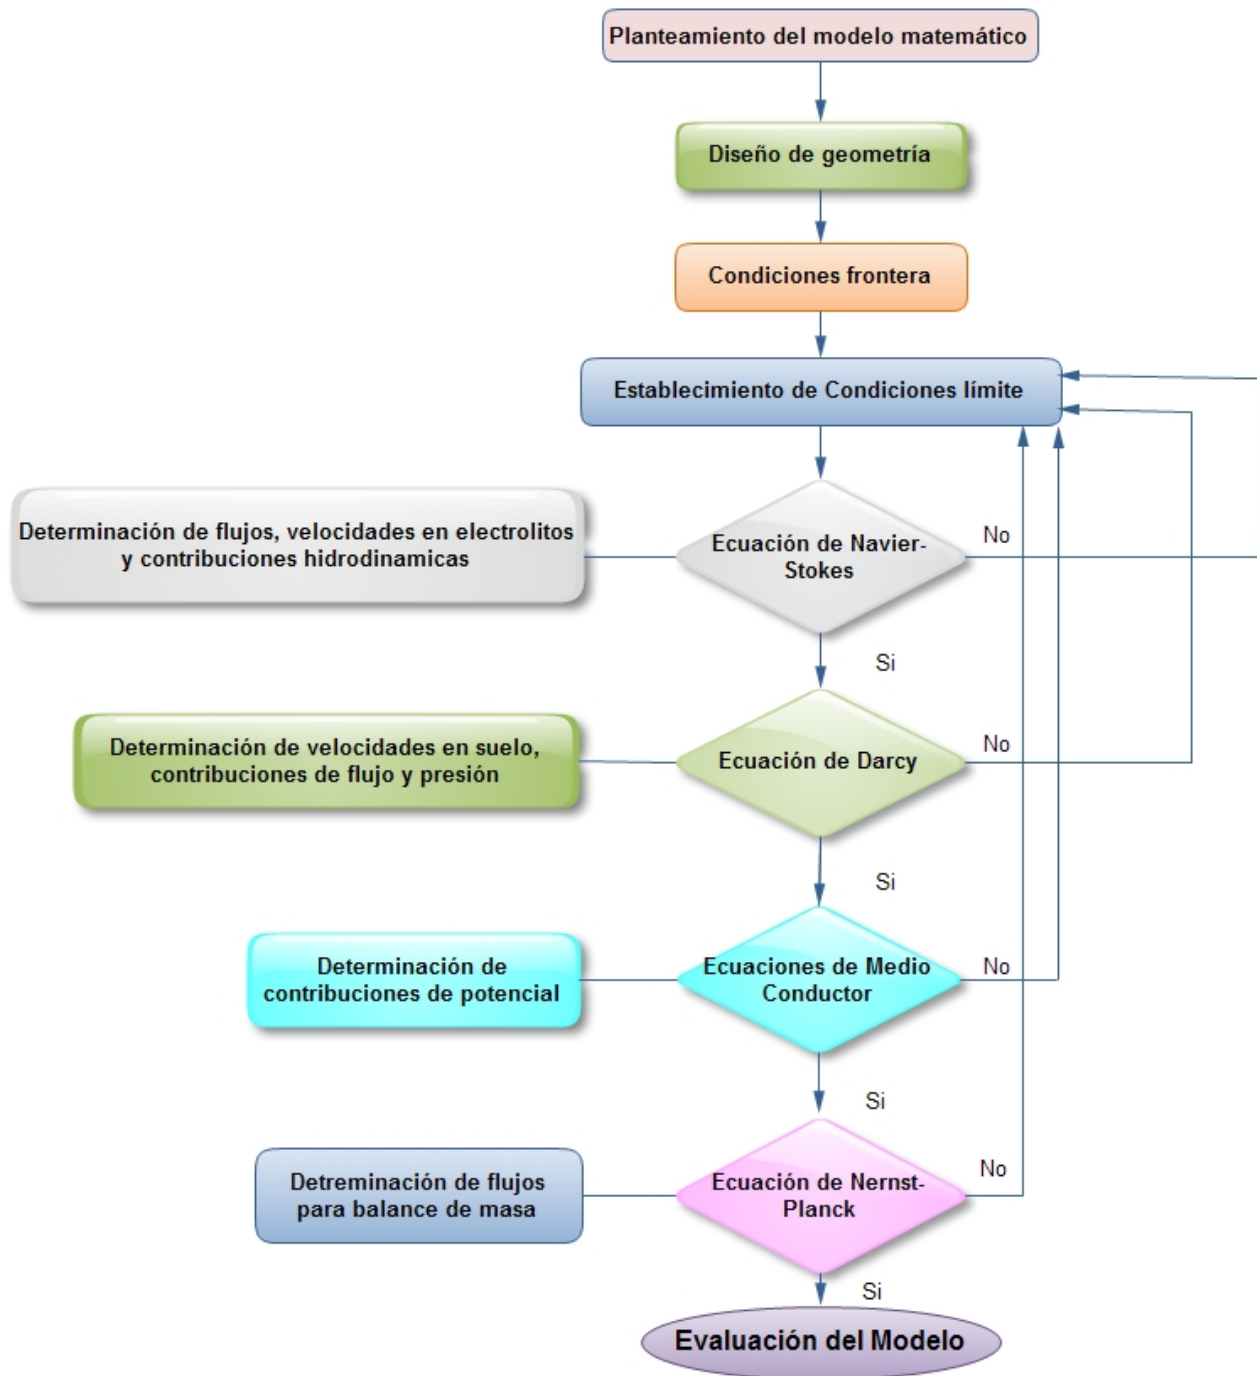 Planteamiento del modelo matemático
Diseño de geometría
Condiciones frontera
Establecimiento de Condiciones límite
Determinación de flujos, velocidades en electrolitos
y contribuciones hidrodinamicas
Ecuación de Navier-
Stokes
No
Si
Determinación de velocidades en suelo,
contribuciones de flujo y presión
Ecuación de Darcy
No
Si
Determinación de
contribuciones de potencial
Ecuaciones de Medio
Conductor
No
Si
Detreminación de flujos
para balance de masa
Ecuación de Nernst-
Planck
No
Si
Evaluación del Modelo